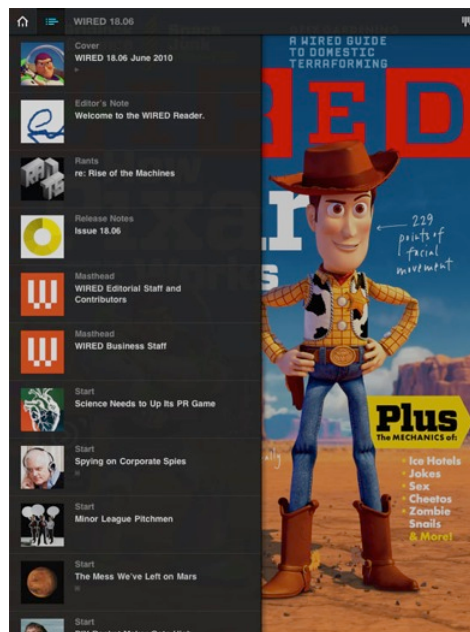 WIRED 18.06
Cover
WIRED 18.06 June 2010
Editor's Note
Welcome to the WIRED Reader.
Rants
re: Rise of the Machines
Release Notes
Issue 18.06
Masthead
WIRED Editorial Staff and
Contributors
Masthead
WIRED Business Staff
Start
Science Needs to Up Its PR Game
Start
Spying on Corporate Spies
Start
Minor League Pitchmen
Start
The Mess We've Left on Mars
Start
A WIRED GUIDE
TO DOMESTIC
TERRAFORMING
RED
xar
s
229
points of
facial
movement
Plus
The MECHANICS of:
• Ice Hotels
• Jokes
• Sex
• Cheetos
• Zombie
Snails
& More!